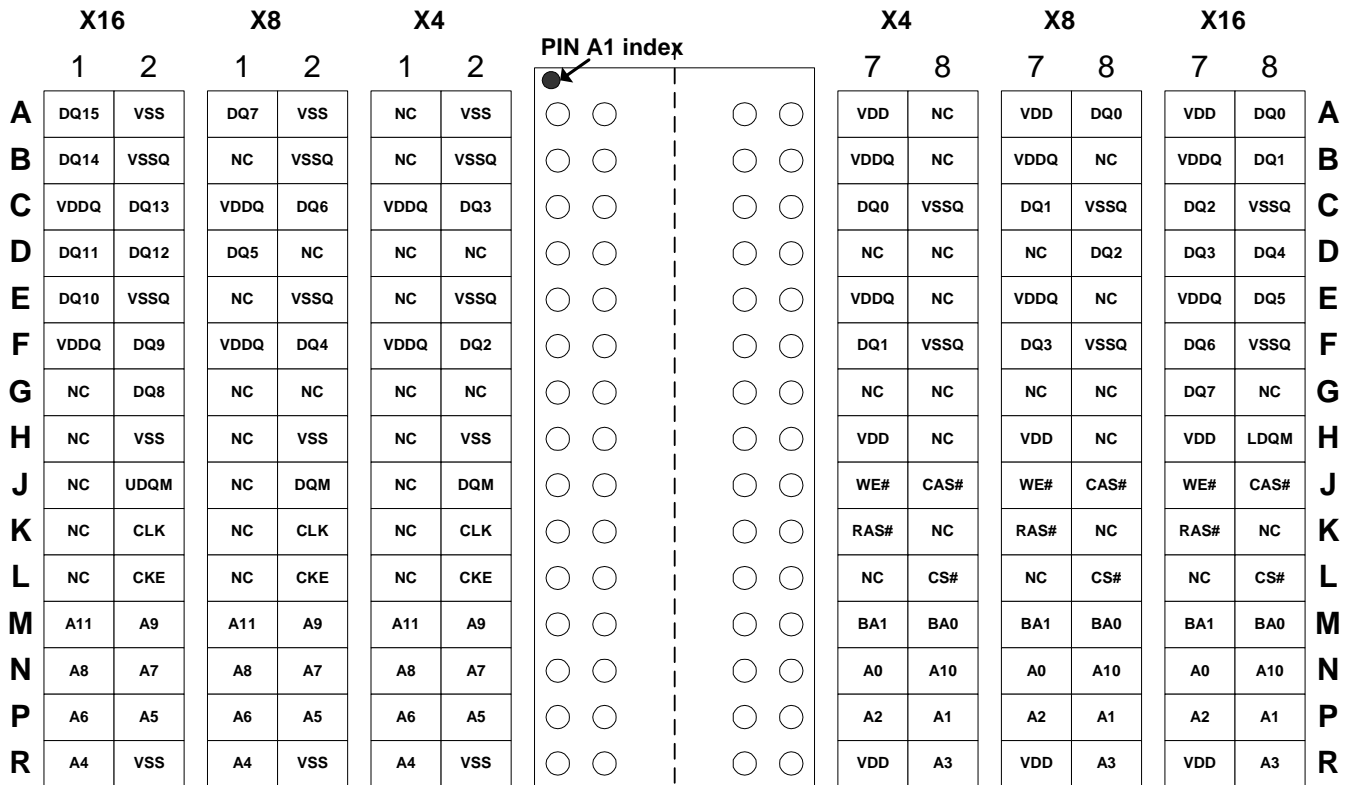 X16 X8 X4 X4 X8 X16
PIN A1 index
1 2 1 2 1 2 7 8 7 8 7 8
A DQ15 VSS DQ7 VSS NC VSS VDD NC VDD DQ0 VDD DQ0 A
B DQ14 VSSQ NC VSSQ NC VSSQ VDDQ NC VDDQ NC VDDQ DQ1 B
C VDDQ DQ13 VDDQ DQ6 VDDQ DQ3 DQ0 VSSQ DQ1 VSSQ DQ2 VSSQ C
D DQ11 DQ12 DQ5 NC NC NC NC NC NC DQ2 DQ3 DQ4 D
E DQ10 VSSQ NC VSSQ NC VSSQ VDDQ NC VDDQ NC VDDQ DQ5 E
F VDDQ DQ9 VDDQ DQ4 VDDQ DQ2 DQ1 VSSQ DQ3 VSSQ DQ6 VSSQ F
G NC DQ8 NC NC NC NC NC NC NC NC DQ7 NC G
H NC VSS NC VSS NC VSS VDD NC VDD NC VDD LDQM H
J NC UDQM NC DQM NC DQM WE# CAS# WE# CAS# WE# CAS# J
K NC CLK NC CLK NC CLK RAS# NC RAS# NC RAS# NC K
L NC CKE NC CKE NC CKE NC CS# NC CS# NC CS# L
M A11 A9 A11 A9 A11 A9 BA1 BA0 BA1 BA0 BA1 BA0 M
N A8 A7 A8 A7 A8 A7 A0 A10 A0 A10 A0 A10 N
P A6 A5 A6 A5 A6 A5 A2 A1 A2 A1 A2 A1 P
R A4 VSS A4 VSS A4 VSS VDD A3 VDD A3 VDD A3 R